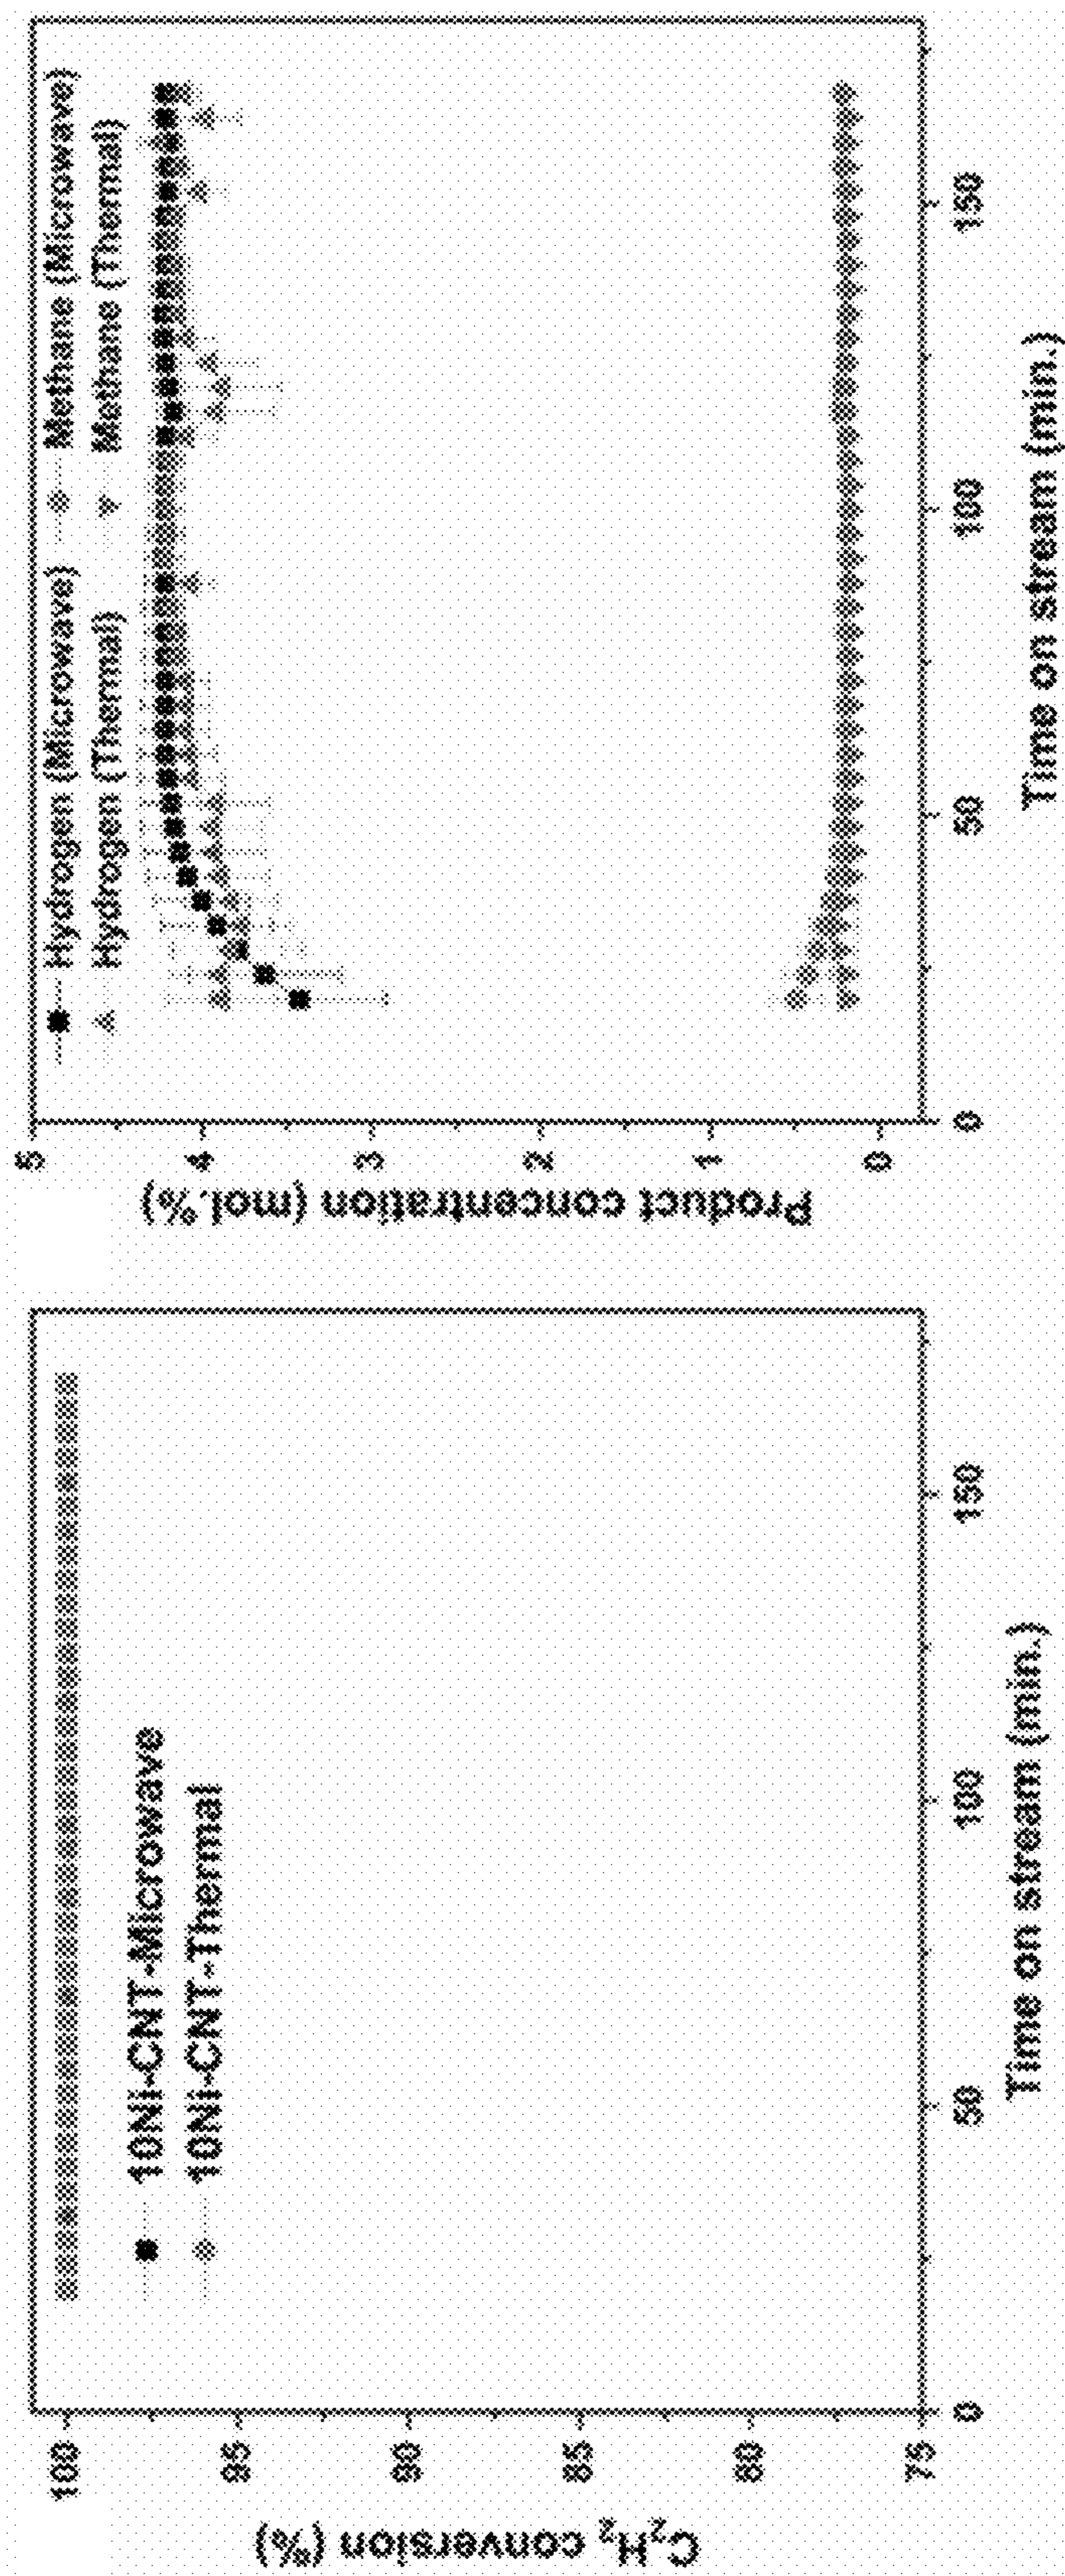 C₂H₂ conversion (%)
100
95
90
85
80
75
10Ni-CNT-Microwave
10Ni-CNT-Thermal
0
50
100
150
Time on stream (min.)
Product concentration (mol.%)
5
4
3
2
1
0
Hydrogen (Microwave) Methane (Microwave)
Hydrogen (Thermal) Methane (Thermal)
0
50
100
150
Time on stream (min.)